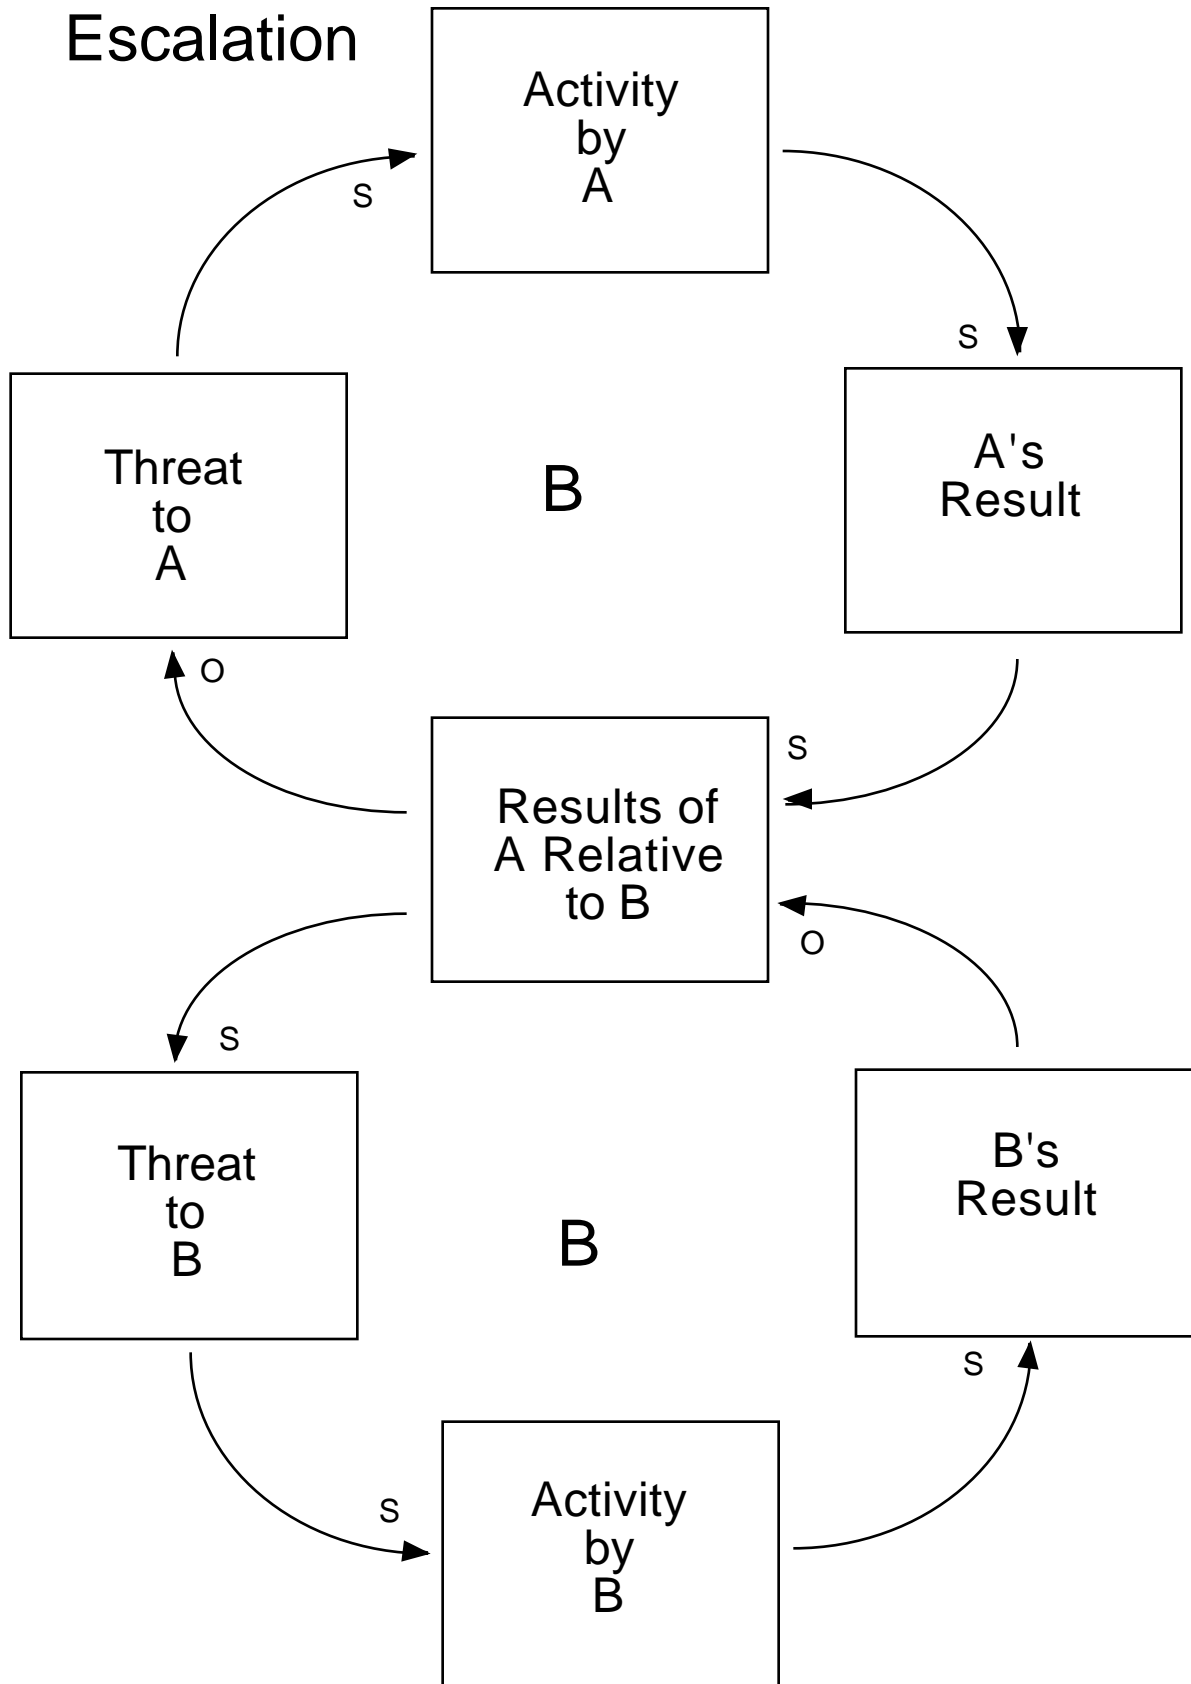 Escalation
Activity
by
A
S
S
Threat
to
A
B
A's
Result
O
S
Results of
A Relative
to B
O
S
Threat
to
B
B
B's
Result
S
S
Activity
by
B